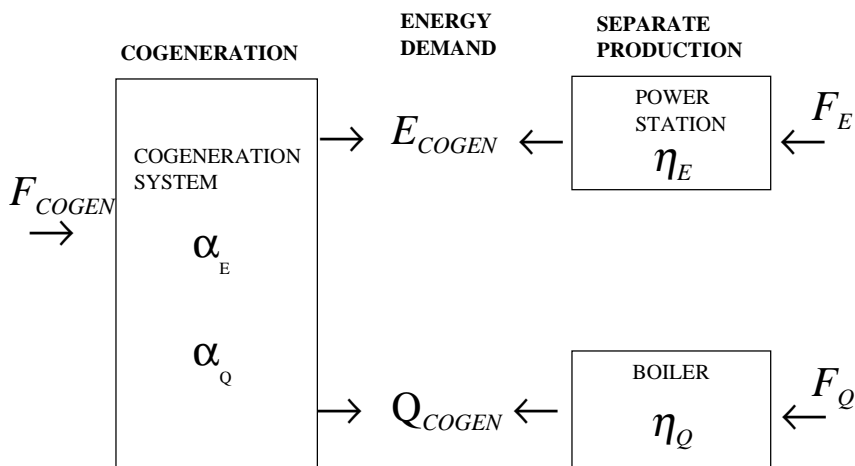 COGENERATION
ENERGY
DEMAND
SEPARATE
PRODUCTION
COGENERATION
SYSTEM
F_COGEN
α_E
α_Q
E_COGEN
Q_COGEN
POWER
STATION
η_E
F_E
BOILER
η_Q
F_Q